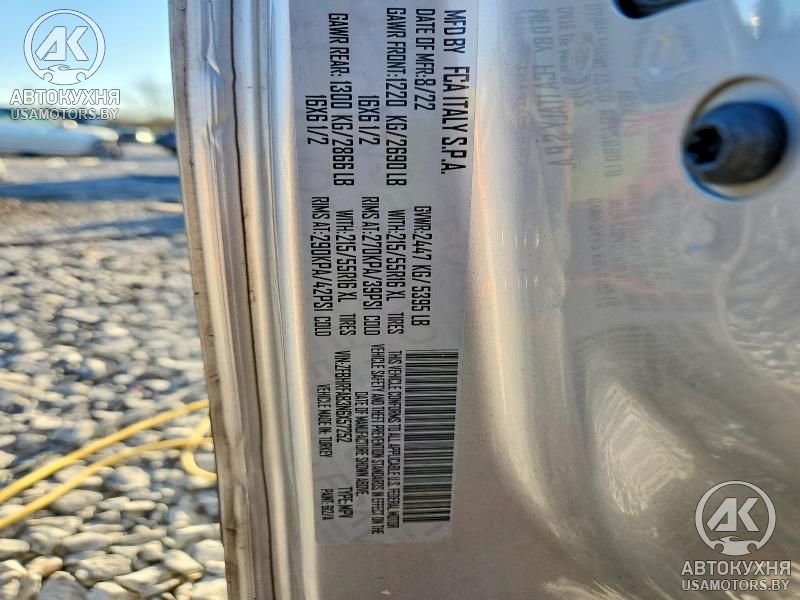 MFD BY FCA ITALY S.P.A.
DATE OF MFR:8/22 GVWR:2447 KG/5395 LB
GAWR FRONT:1220 KG/2690 LB WITH:215/55R16 XL TIRES
16X6 1/2 RIMS AT:270KPA/39PSI COLD
GAWR REAR: 1300 KG/2866 LB WITH:215/55R16 XL TIRES
16X6 1/2 RIMS AT:290KPA/42PSI COLD
THIS VEHICLE CONFORMS TO ALL APPLICABLE U.S. FEDERAL MOTOR
VEHICLE SAFETY AND THEFT PREVENTION STANDARDS IN EFFECT ON THE
DATE OF MANUFACTURE SHOWN ABOVE.
TYPE:MPV
VEHICLE MADE IN: TURKEY
АК
АВТОКУХНЯ
USAMOTORS.BY
АК
АВТОКУХНЯ
USAMOTORS.BY